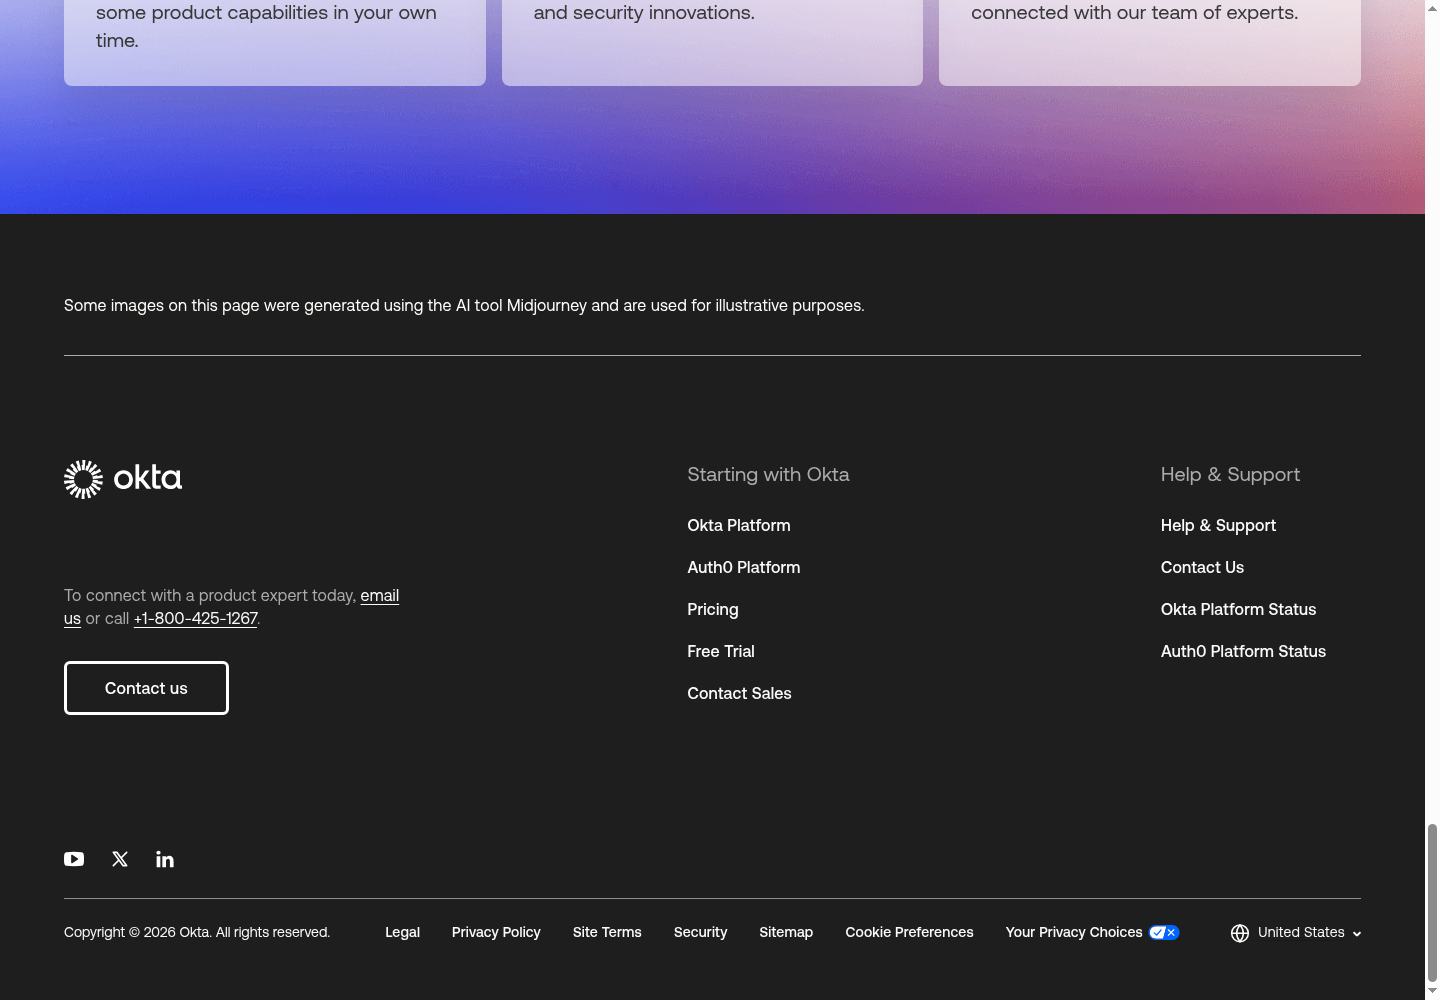 some product capabilities in your own
time.
and security innovations.
connected with our team of experts.
Some images on this page were generated using the AI tool Midjourney and are used for illustrative purposes.
okta
To connect with a product expert today, email
us or call +1-800-425-1267.
Contact us
Starting with Okta
Okta Platform
Auth0 Platform
Pricing
Free Trial
Contact Sales
Help & Support
Help & Support
Contact Us
Okta Platform Status
Auth0 Platform Status
Copyright © 2026 Okta. All rights reserved.
Legal
Privacy Policy
Site Terms
Security
Sitemap
Cookie Preferences
Your Privacy Choices
United States